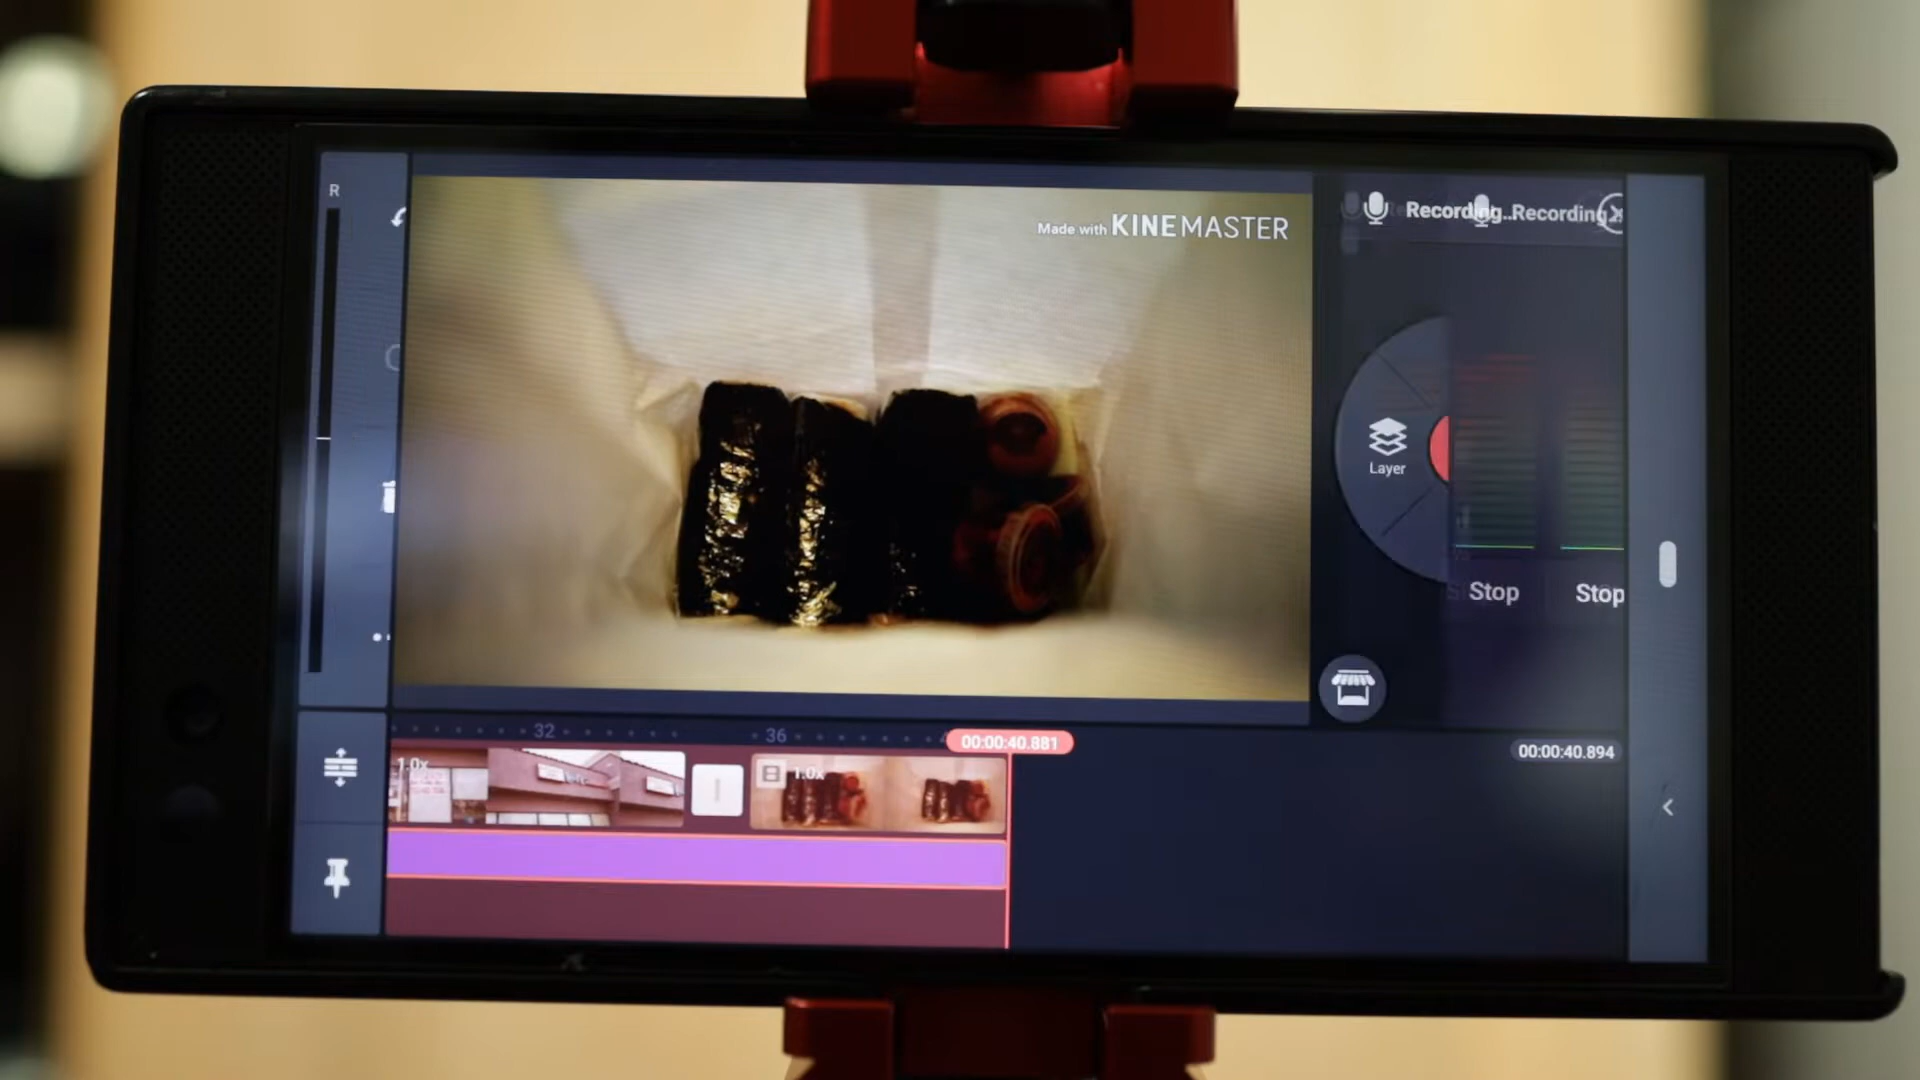 R
Made with KINEMASTER
Recording...
Recording...
Layer
Stop
Stop
32
36
00:00:40.881
00:00:40.894
1.0x
1.0x